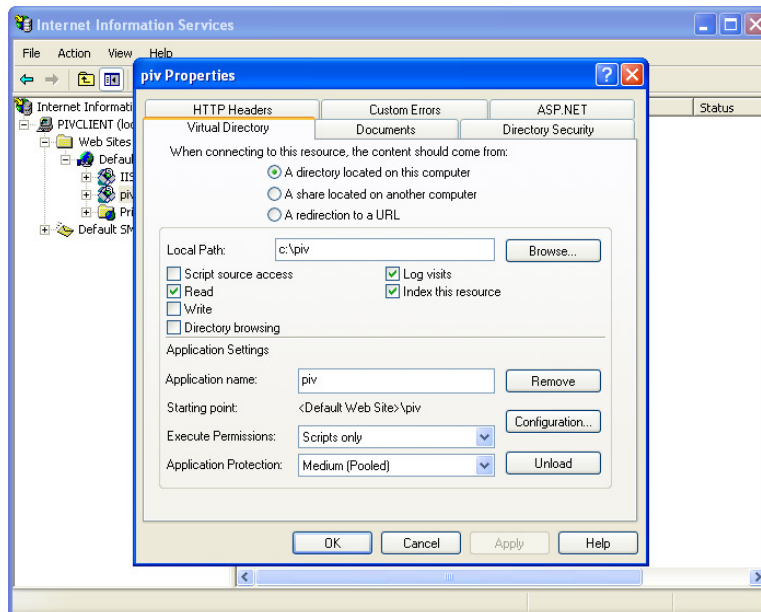 Internet Information Services
File Action View Help
piv Properties
Internet Informati
PIVCLIENT (loc
Web Sites
Defaul
IIS
piv
Pri
Default SM
Status
HTTP Headers Custom Errors ASP.NET
Virtual Directory Documents Directory Security
When connecting to this resource, the content should come from:
A directory located on this computer
A share located on another computer
A redirection to a URL
Local Path: c:\piv Browse...
Script source access Log visits
Read Index this resource
Write
Directory browsing
Application Settings
Application name: piv Remove
Starting point: <Default Web Site>\piv Configuration...
Execute Permissions: Scripts only
Application Protection: Medium (Pooled) Unload
OK Cancel Apply Help